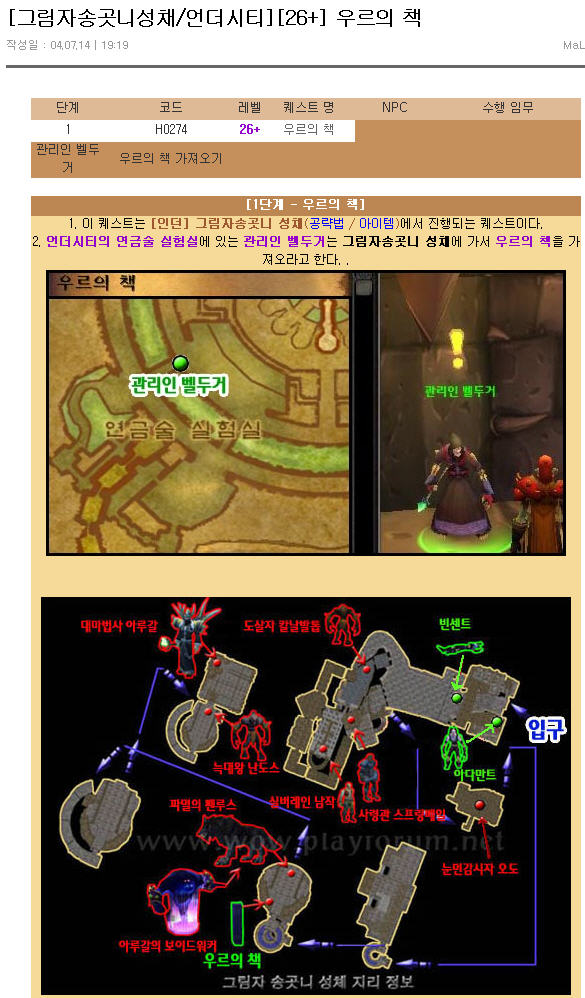 [그림자송곳니성채/언더시티][26+] 우르의 책
작성일 : 04.07.14 | 19:19
MaL
단계 코드 레벨 퀘스트 명 NPC 수행 임무
1 H0274 26+ 우르의 책
관리인 벨두거 우르의 책 가져오기
[1단계 - 우르의 책]
1. 이 퀘스트는 [인던] 그림자송곳니 성채(공략법 / 아이템)에서 진행되는 퀘스트이다.
2. 언더시티의 연금술 실험실에 있는 관리인 벨두거는 그림자송곳니 성채에 가서 우르의 책을 가
져오라고 한다. .
우르의 책
관리인 벨두거
연금술 실험실
관리인 벨두거
대마법사 아루갈
도살자 칼날발톱
빈센트
입구
늑대왕 난도스
아다만트
실버레인 남작
사령관 스프링베일
파멸의 펜루스
www.wow.playforum.net
눈먼감시자 오도
아루갈의 보이드워커
우르의 책
그림자 송곳니 성체 지리 정보